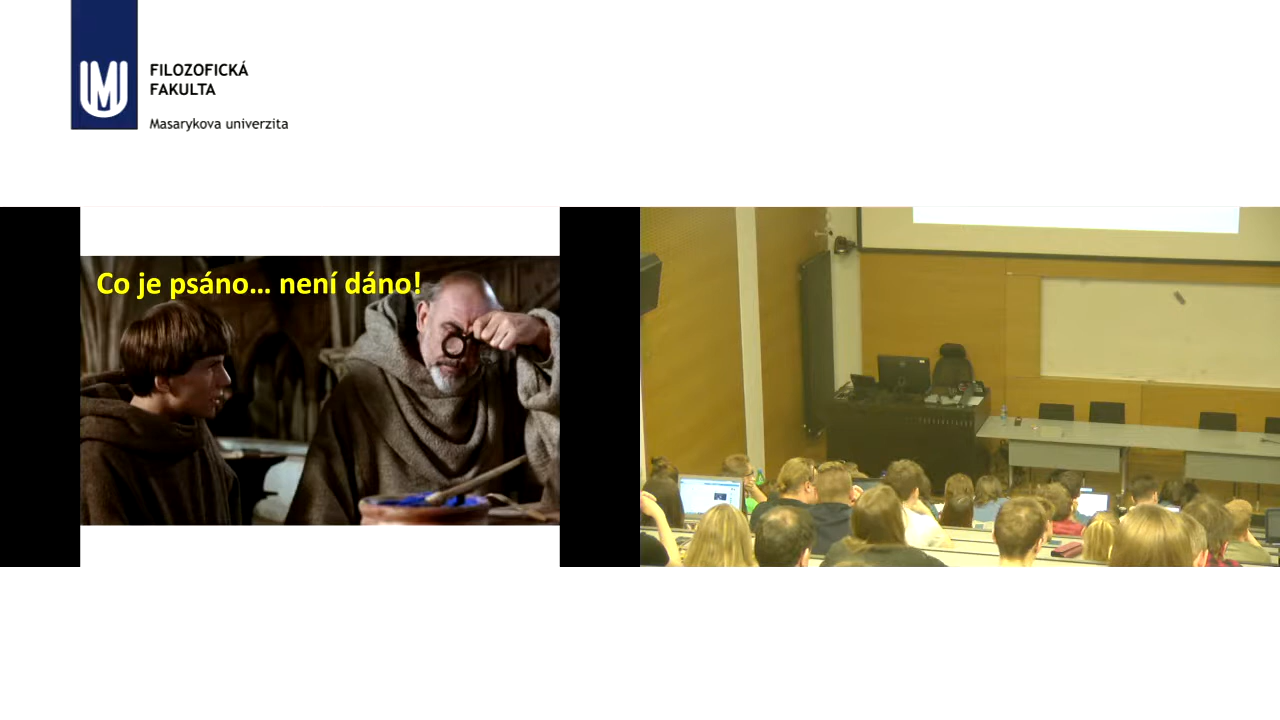 FILOZOFICKÁ
FAKULTA
Masarykova univerzita
Co je psáno... není dáno!